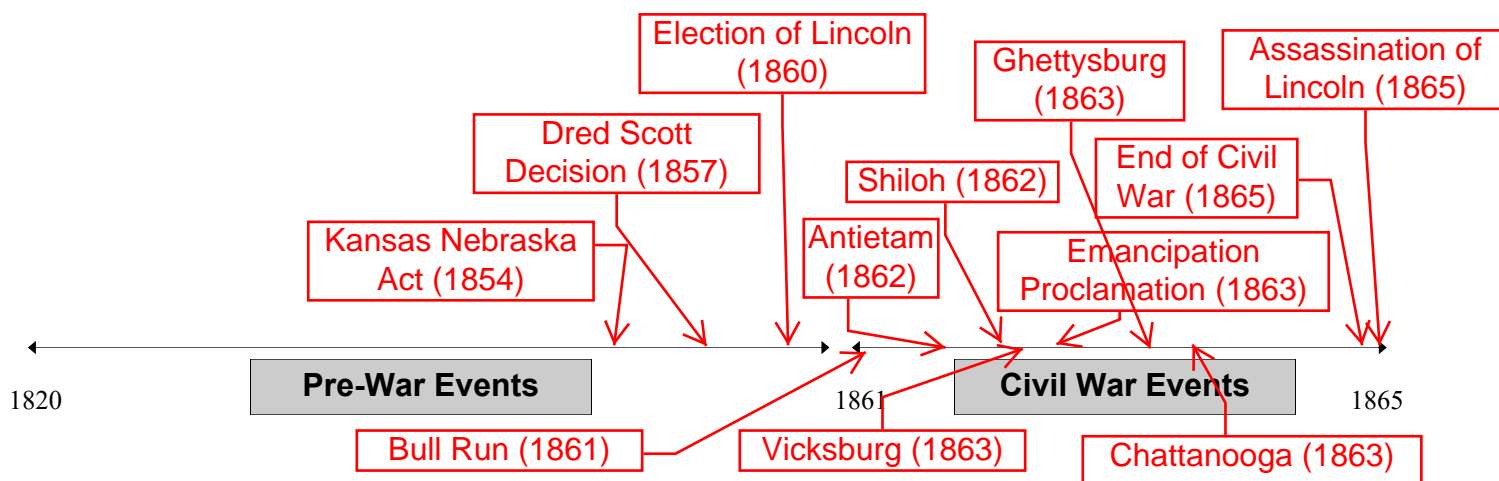 Election of Lincoln
(1860)
Ghettysburg
(1863)
Assassination of
Lincoln (1865)
Dred Scott
Decision (1857)
Shiloh (1862)
End of Civil
War (1865)
Kansas Nebraska
Act (1854)
Antietam
(1862)
Emancipation
Proclamation (1863)
Pre-War Events
Civil War Events
1820
1861
1865
Bull Run (1861)
Vicksburg (1863)
Chattanooga (1863)